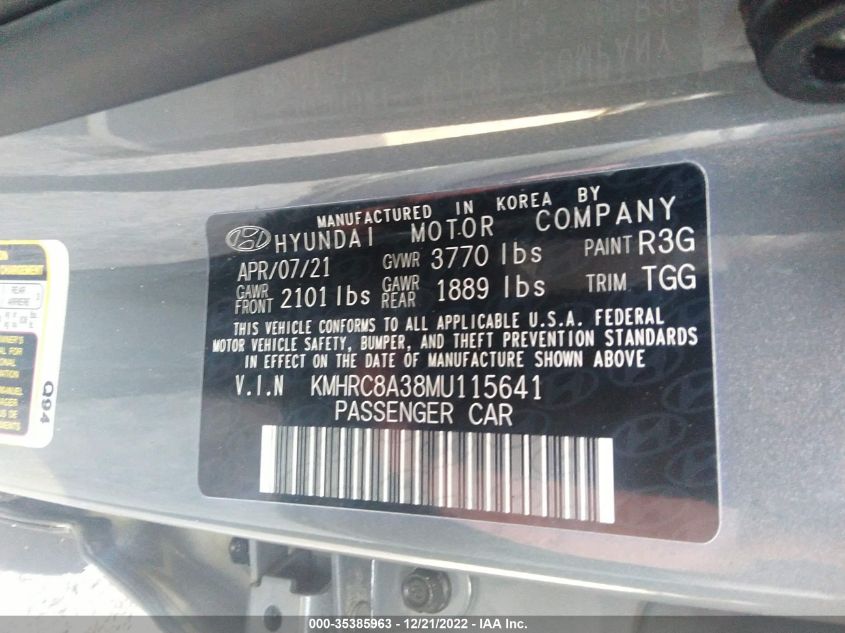 MANUFACTURED IN KOREA BY
HYUNDAI MOTOR COMPANY
APR/07/21 GVWR 3770 lbs PAINT R3G
GAWR FRONT 2101 lbs GAWR REAR 1889 lbs TRIM TGG
THIS VEHICLE CONFORMS TO ALL APPLICABLE U.S.A. FEDERAL
MOTOR VEHICLE SAFETY, BUMPER, AND THEFT PREVENTION STANDARDS
IN EFFECT ON THE DATE OF MANUFACTURE SHOWN ABOVE
V.I.N KMHRC8A38MU115641
PASSENGER CAR
REAR
ARRIERE
Q94
000-35385963 - 12/21/2022 - IAA Inc.